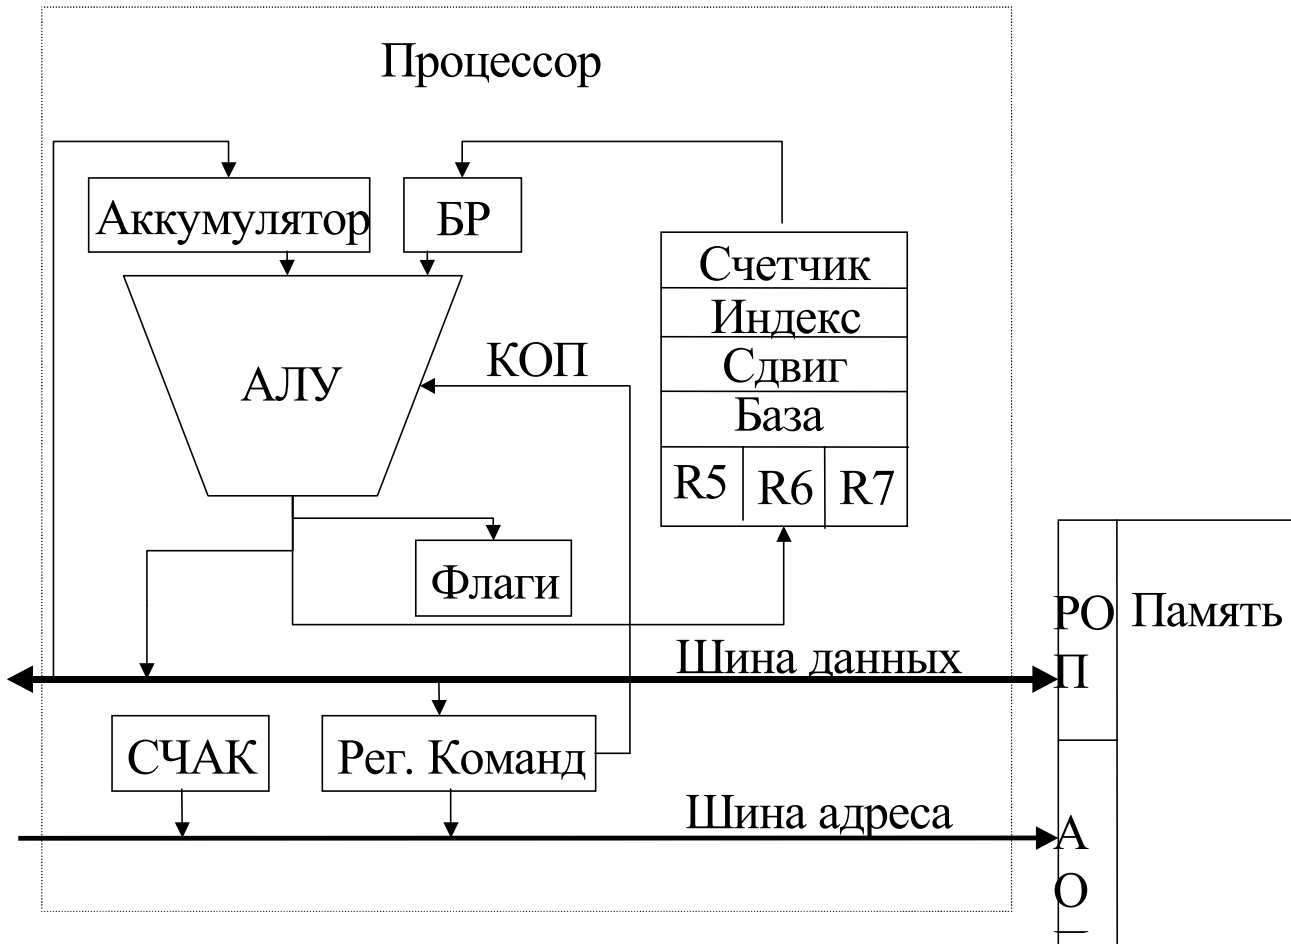 Процессор
Аккумулятор
БР
Счетчик
Индекс
Сдвиг
База
R5 R6 R7
АЛУ
КОП
Флаги
РО
П
Память
Шина данных
СЧАК
Рег. Команд
Шина адреса
А
О